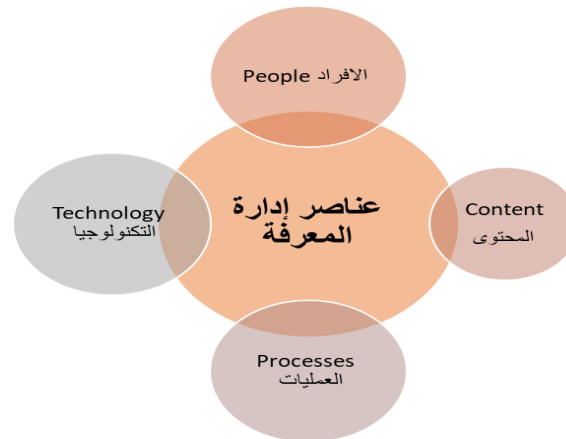 People الافراد
عناصر إدارة
المعرفة
Technology
التكنولوجيا
Content
المحتوى
Processes
العمليات